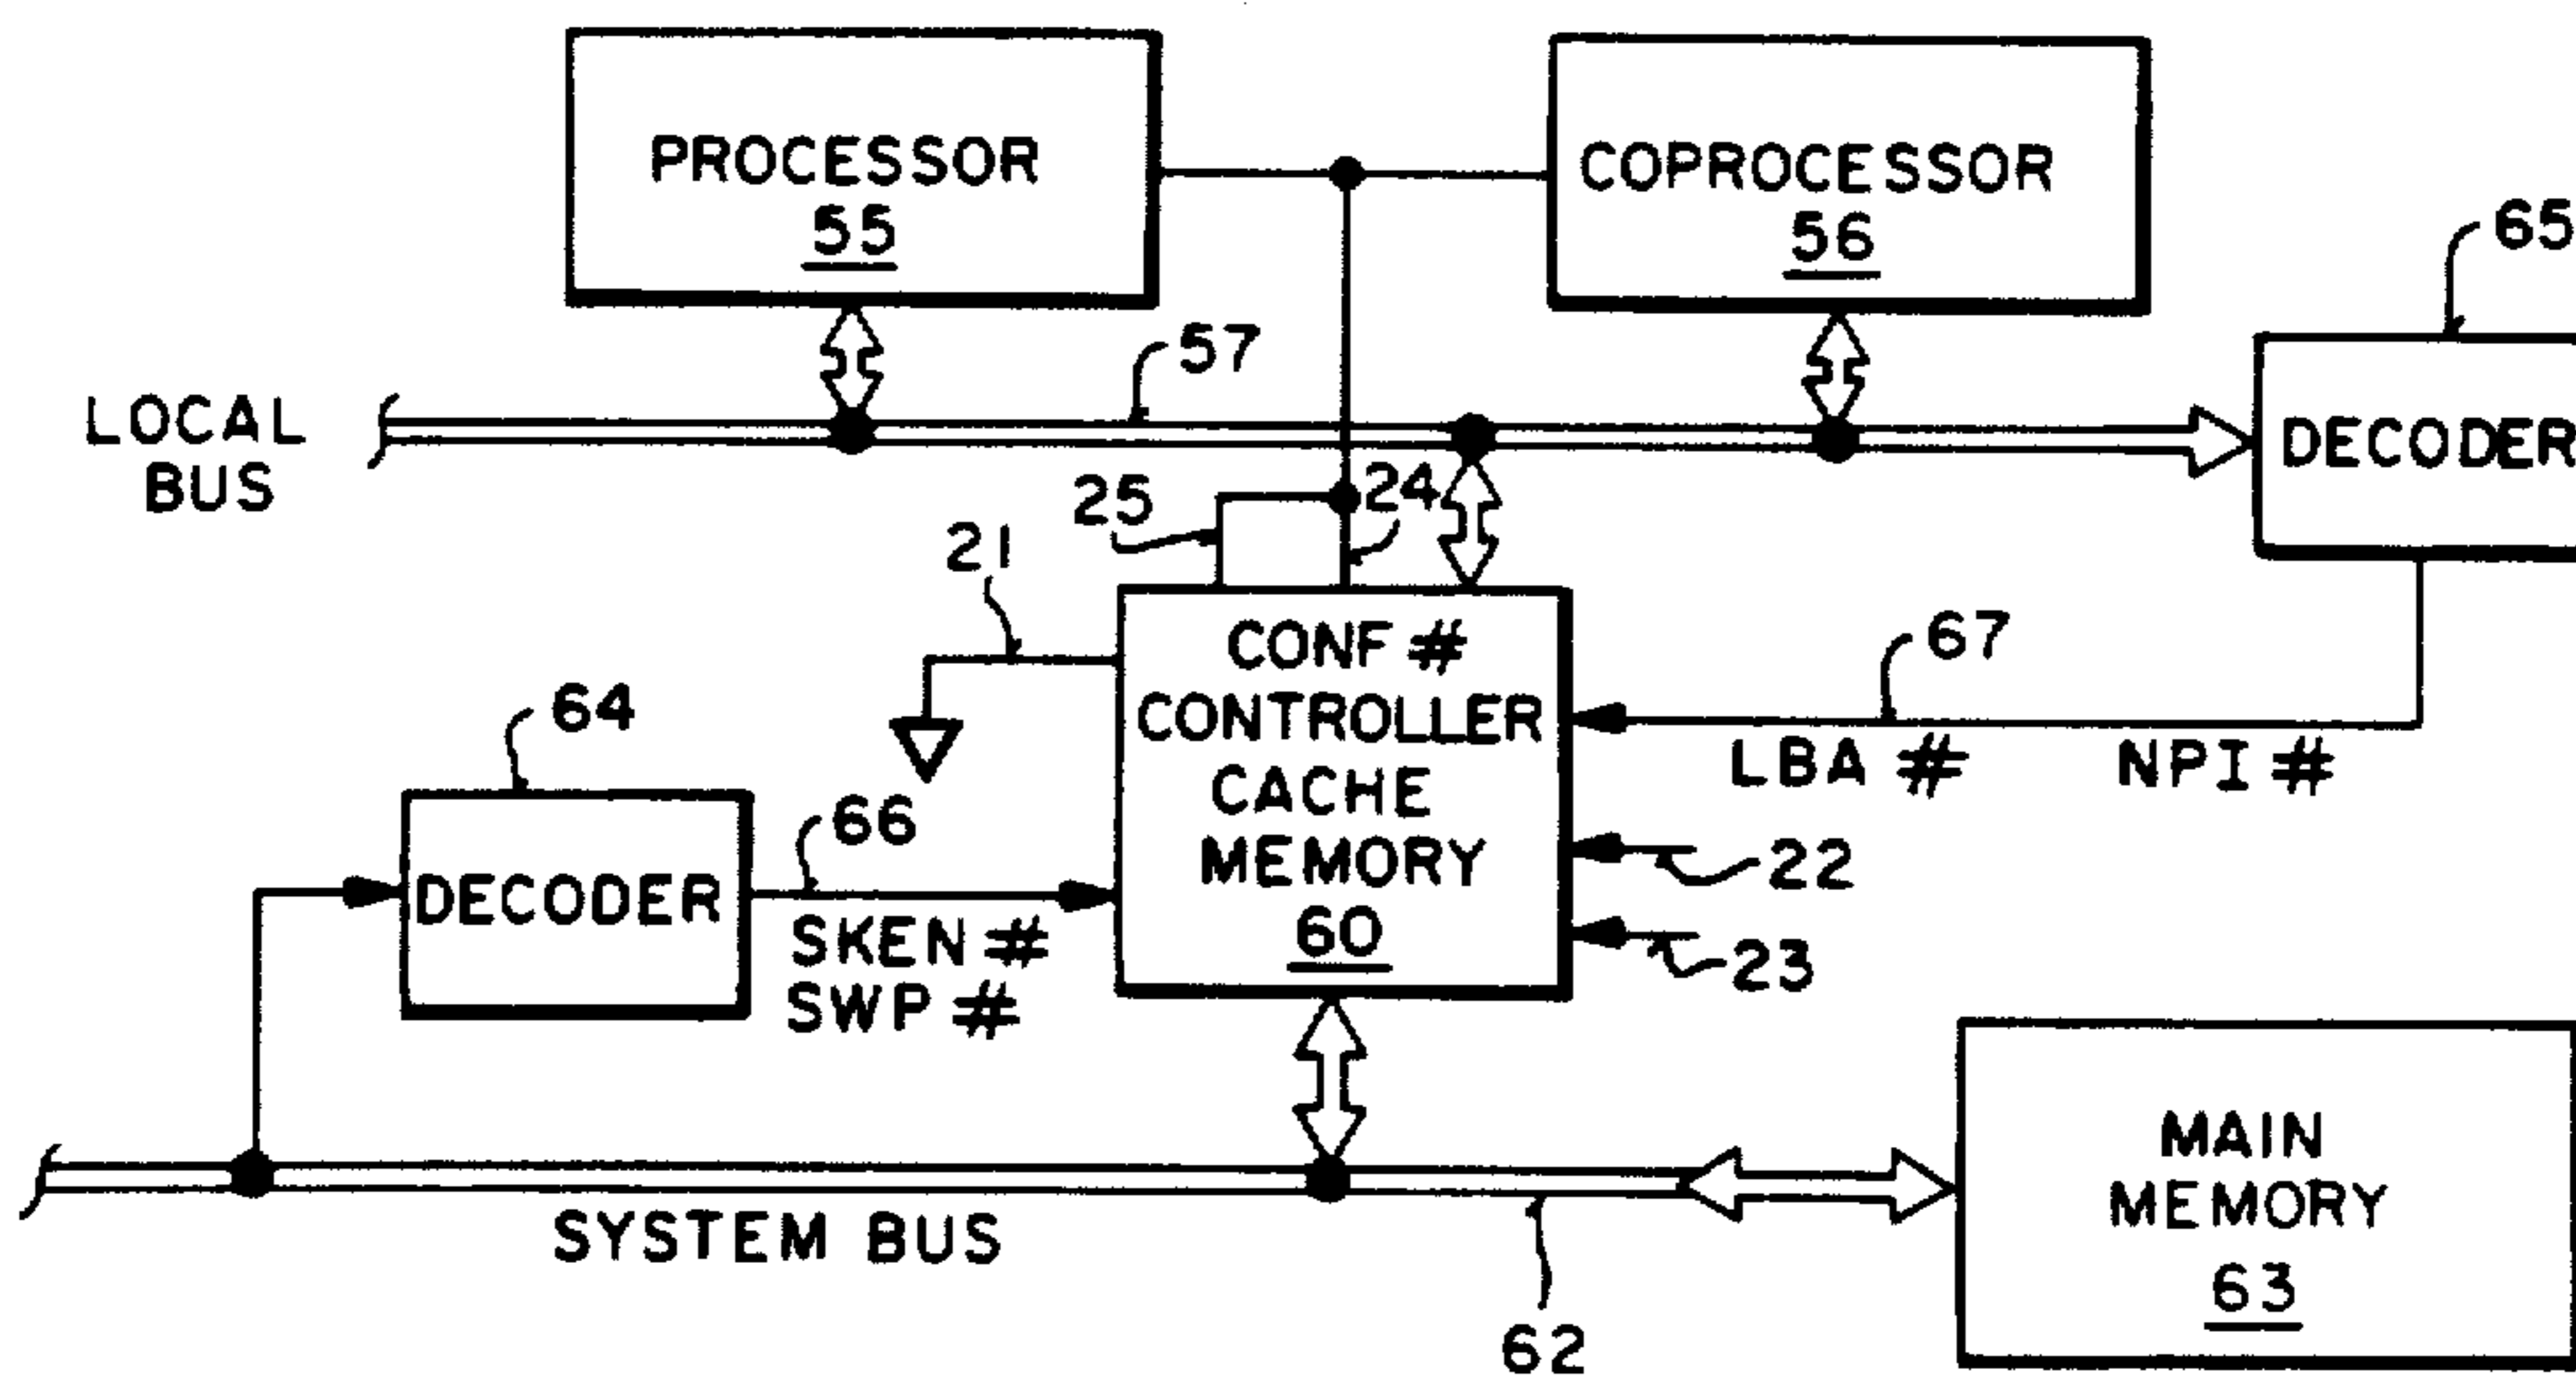 PROCESSOR
55
COPROCESSOR
56
65
57
LOCAL
BUS
DECODER
25
24
21
CONF #
CONTROLLER
CACHE
MEMORY
60
67
LBA # NPI #
64
66
22
DECODER
SKEN #
SWP #
23
MAIN
MEMORY
63
SYSTEM BUS
62